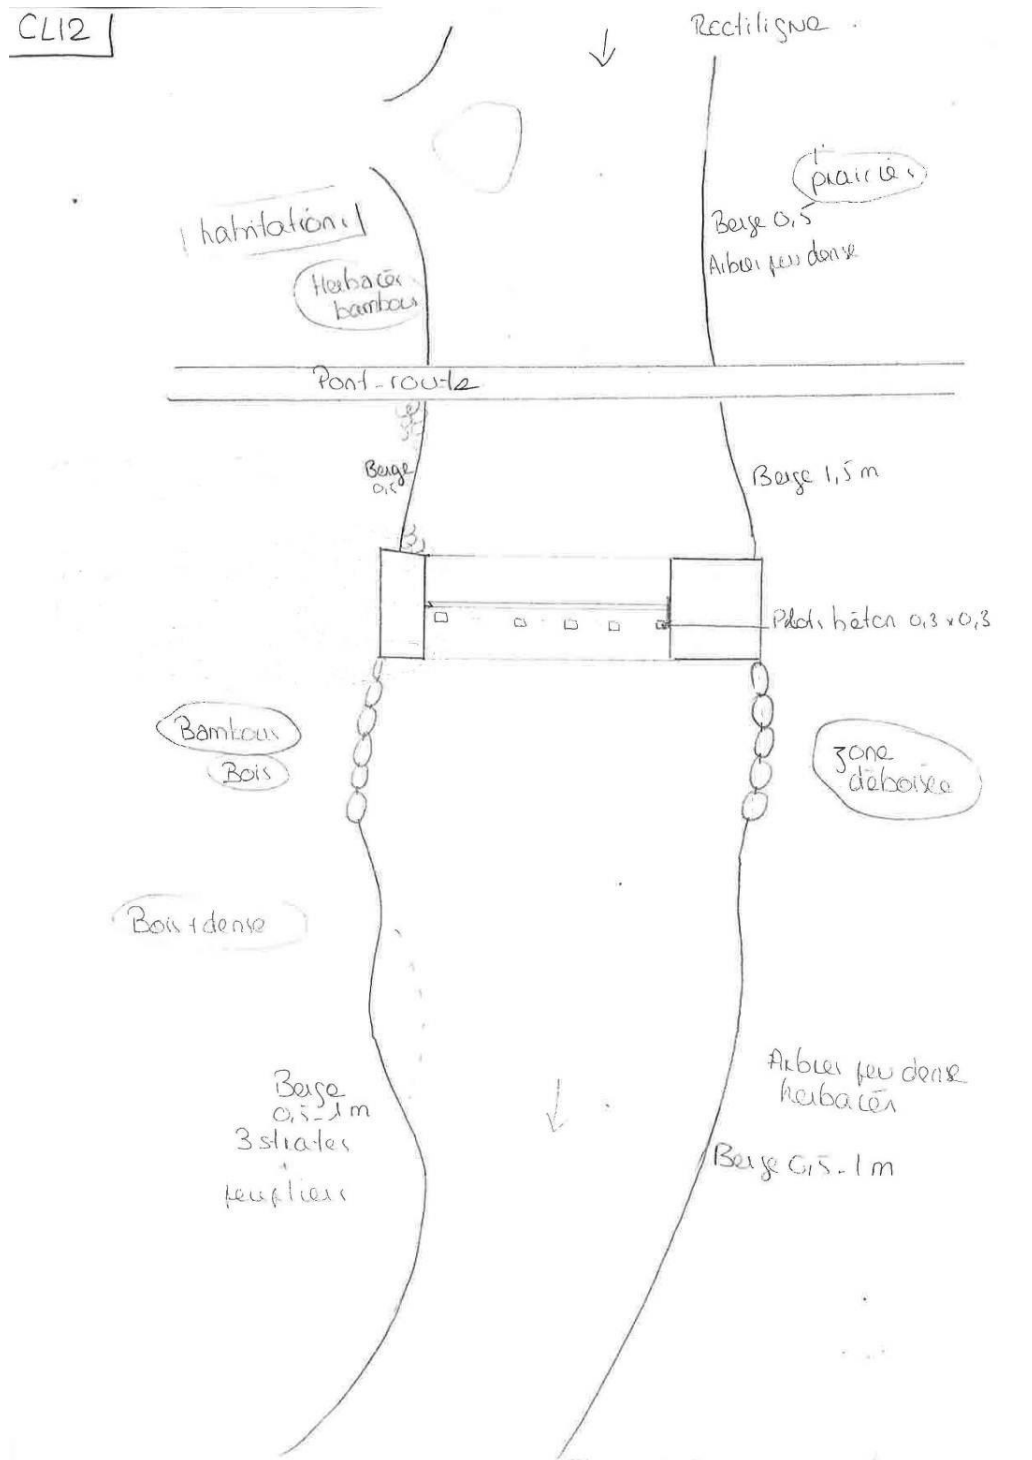 CL12
Rectiligne
prairies
habitations
Berge 0,5
Arbres peu dense
Herbacées
bambous
Pont-route
Berge
Berge 1,5 m
Plots béton 0,3 x 0,3
Bambous
Bois
zone
déboisée
Bois + dense
Arbres peu dense
herbacées
Berge
0,5-1 m
3 strates
+
peupliers
Berge 0,5-1 m